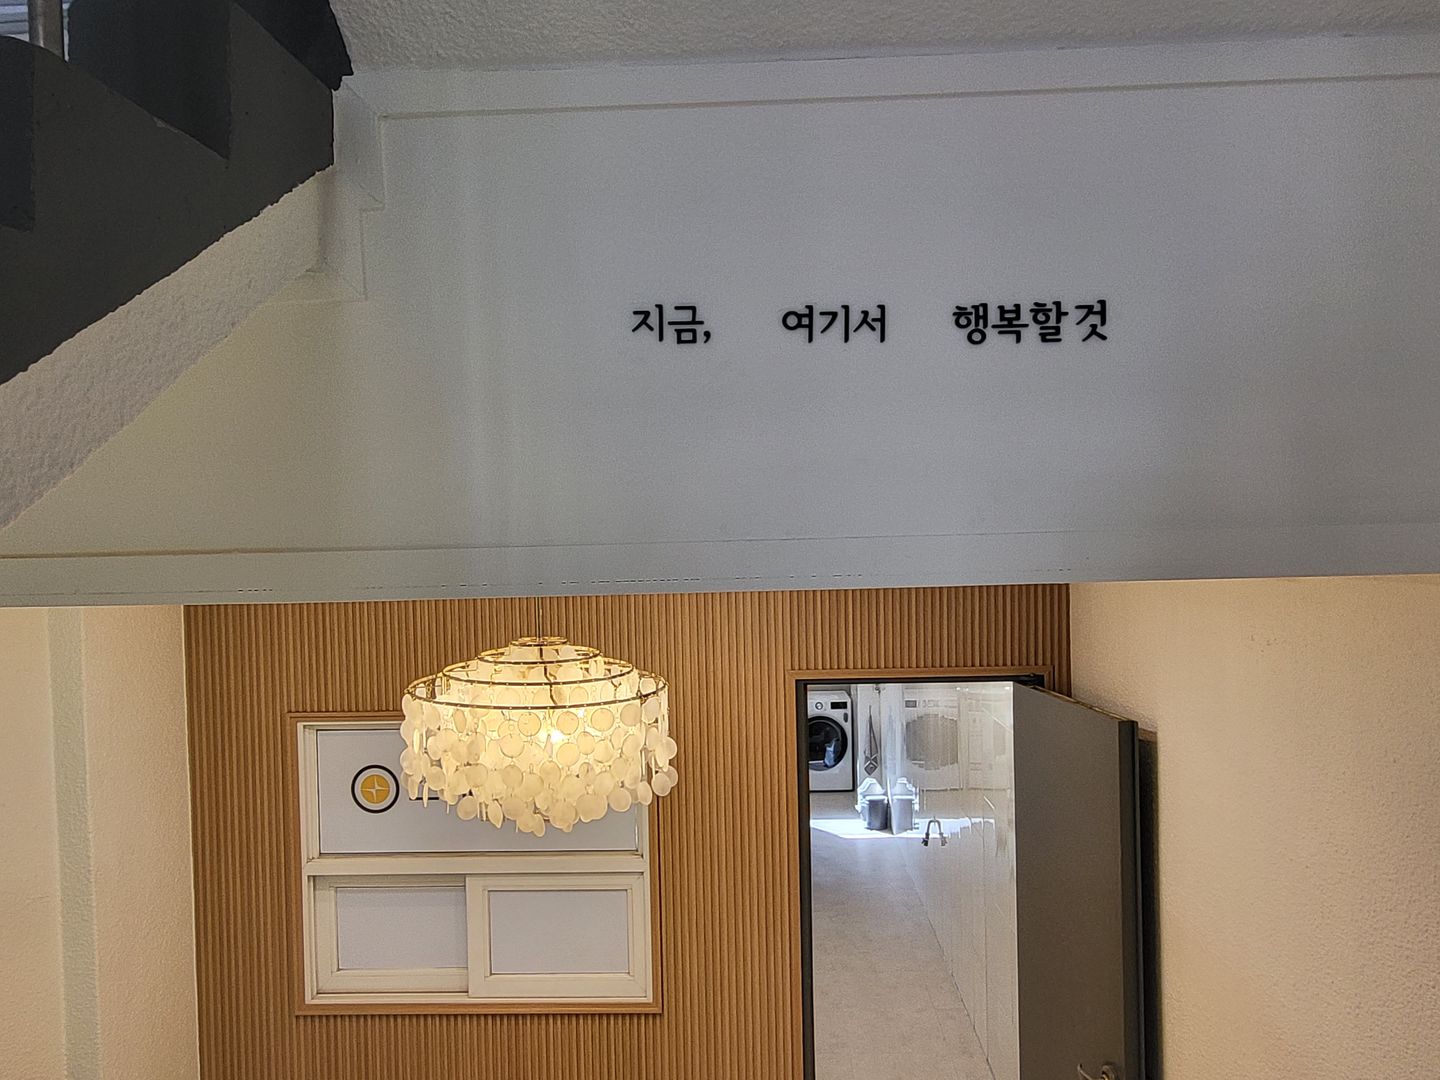 지금, 여기서 행복할 것